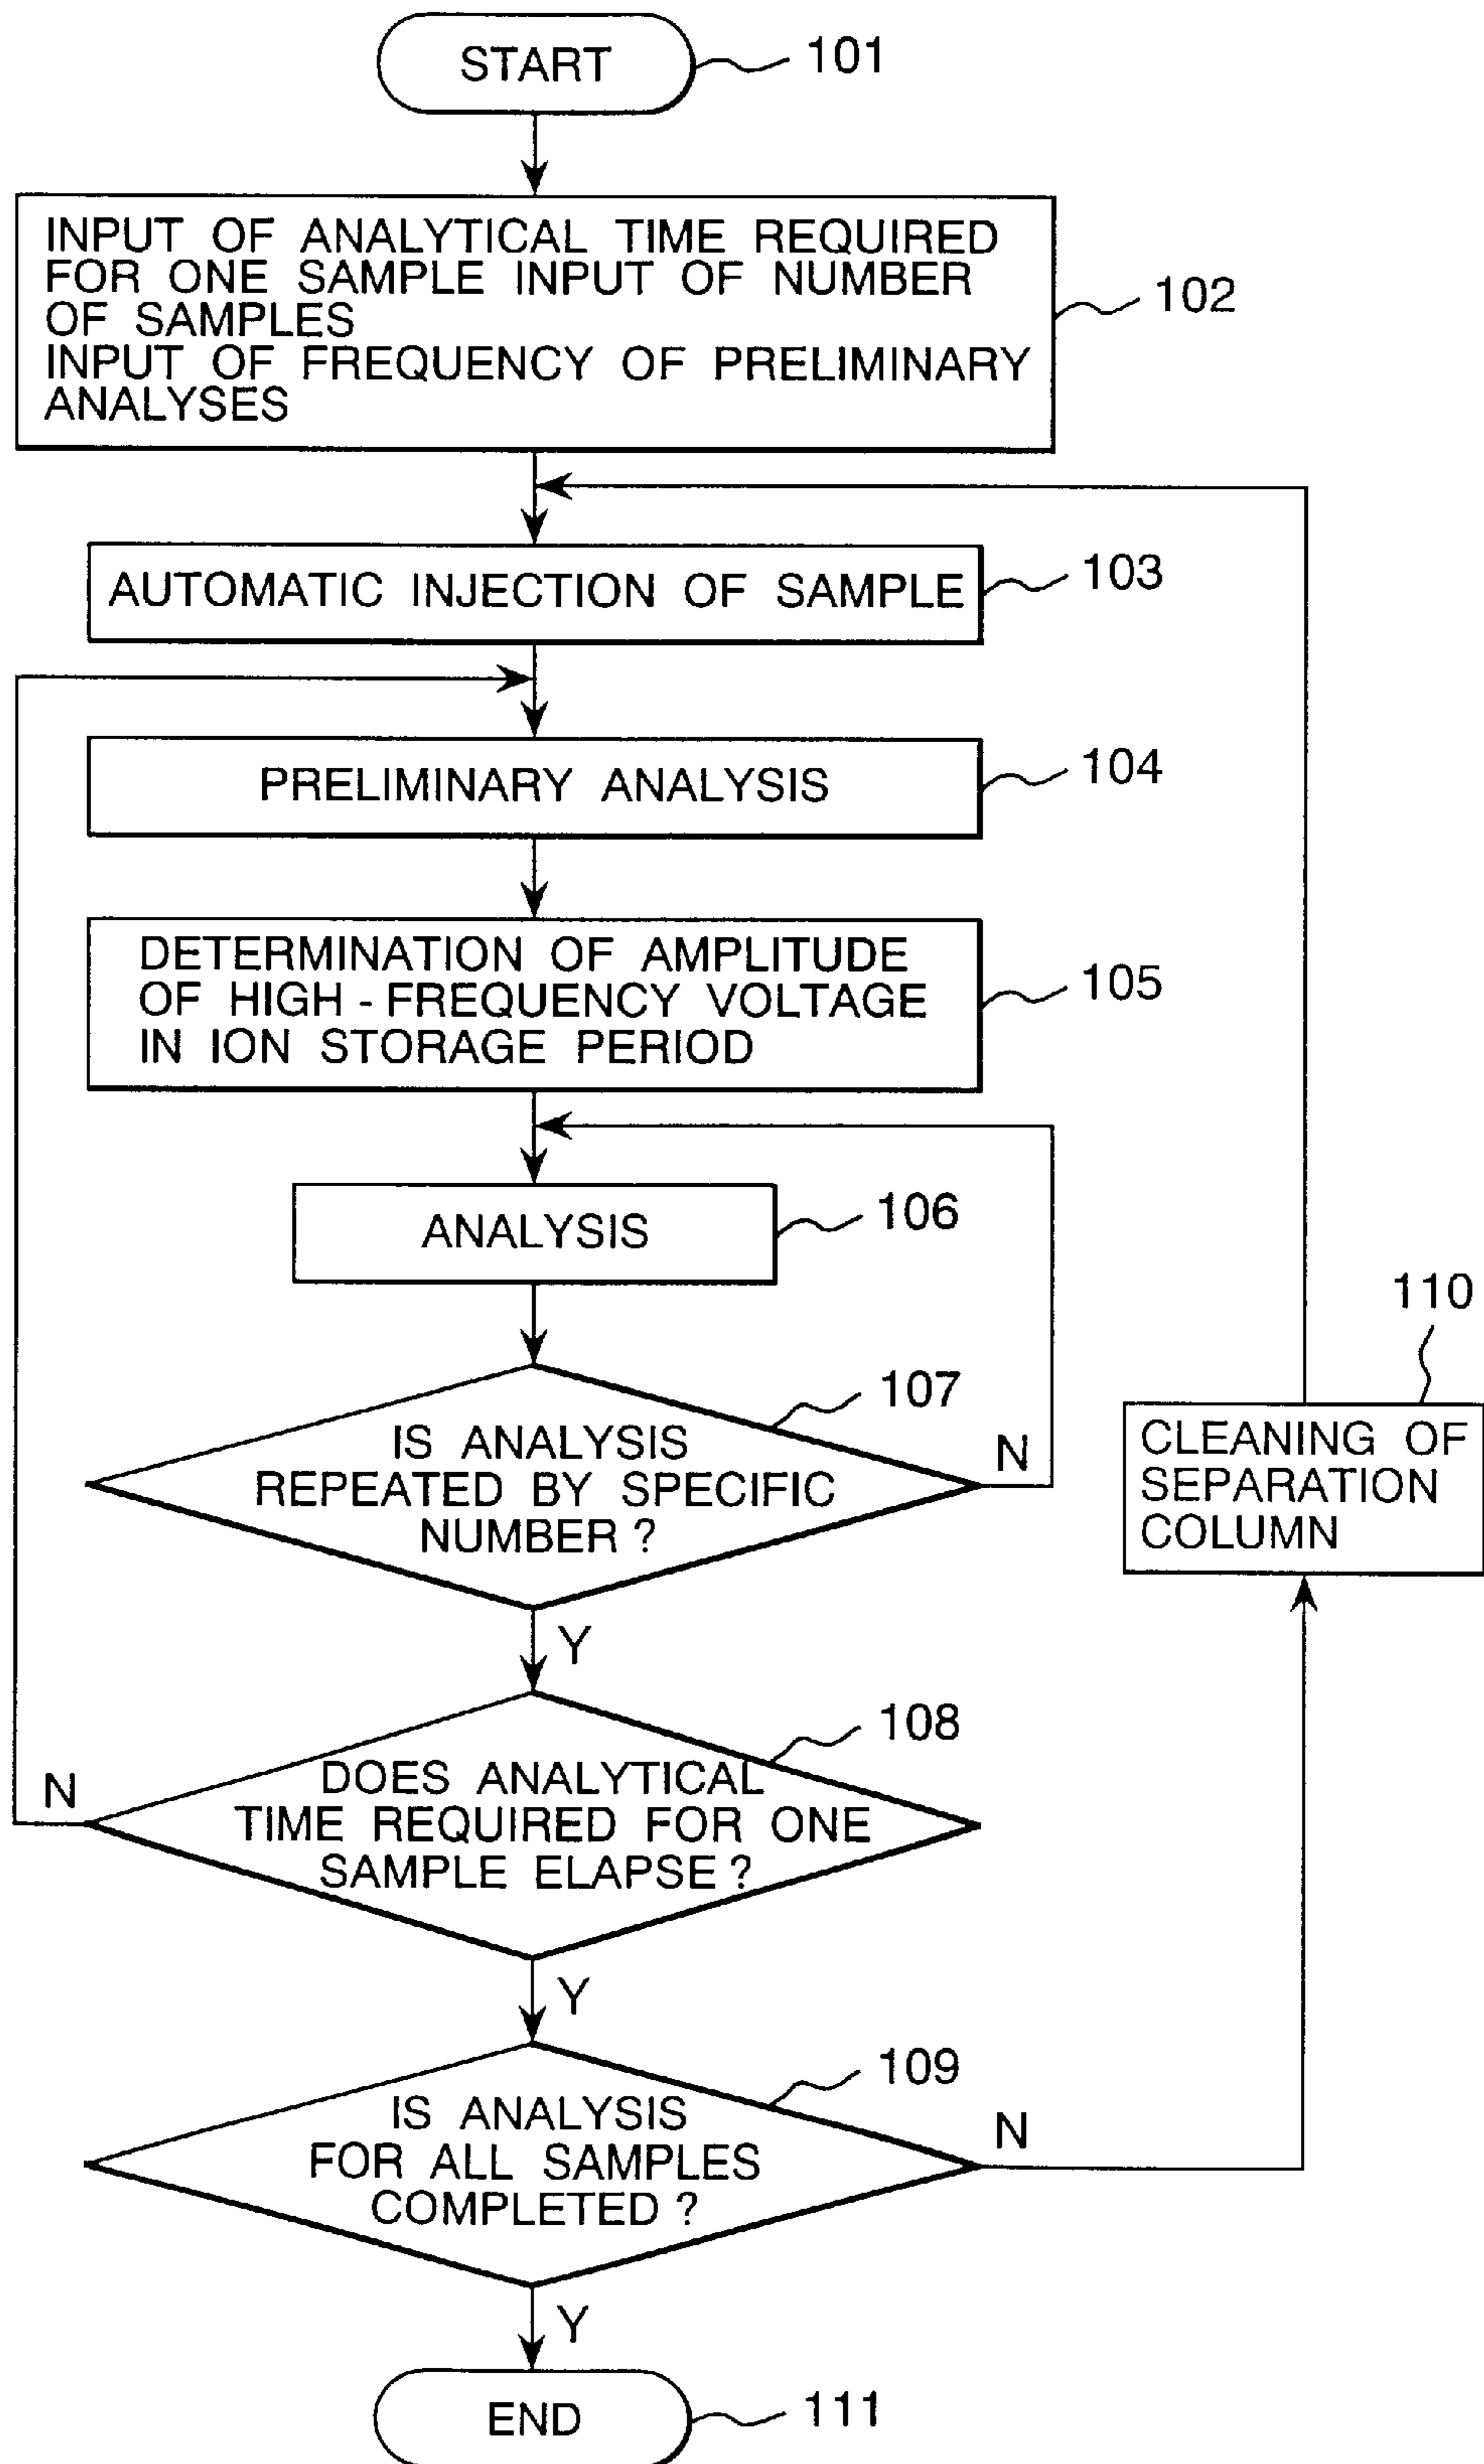 START
101
INPUT OF ANALYTICAL TIME REQUIRED
FOR ONE SAMPLE INPUT OF NUMBER
OF SAMPLES
INPUT OF FREQUENCY OF PRELIMINARY
ANALYSES
102
AUTOMATIC INJECTION OF SAMPLE
103
PRELIMINARY ANALYSIS
104
DETERMINATION OF AMPLITUDE
OF HIGH-FREQUENCY VOLTAGE
IN ION STORAGE PERIOD
105
ANALYSIS
106
IS ANALYSIS
REPEATED BY SPECIFIC
NUMBER?
107
N
Y
110
CLEANING OF
SEPARATION
COLUMN
DOES ANALYTICAL
TIME REQUIRED FOR ONE
SAMPLE ELAPSE?
108
N
Y
IS ANALYSIS
FOR ALL SAMPLES
COMPLETED?
109
N
Y
END
111